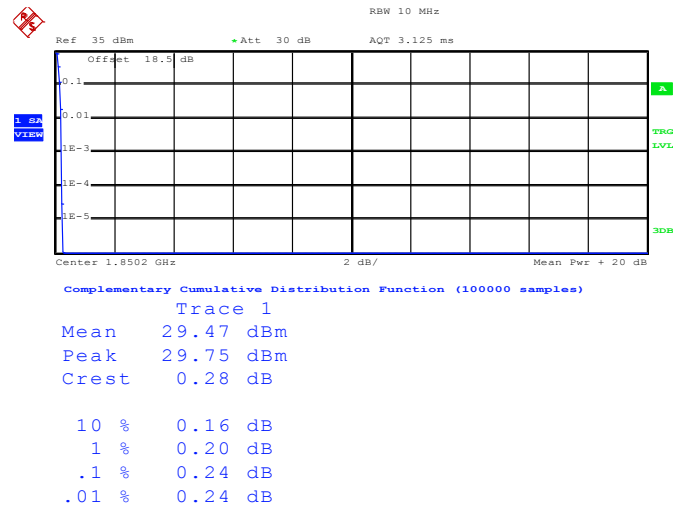 RBW 10 MHz
Ref 35 dBm *Att 30 dB AQT 3.125 ms
Offset 18.5 dB
0.1
A
0.01
1 SA
VIEW
TRG
LVL
1E-3
1E-4
1E-5
3DB
Center 1.8502 GHz 2 dB/ Mean Pwr + 20 dB
Complementary Cumulative Distribution Function (100000 samples)
Trace 1
Mean 29.47 dBm
Peak 29.75 dBm
Crest 0.28 dB
10 % 0.16 dB
1 % 0.20 dB
.1 % 0.24 dB
.01 % 0.24 dB